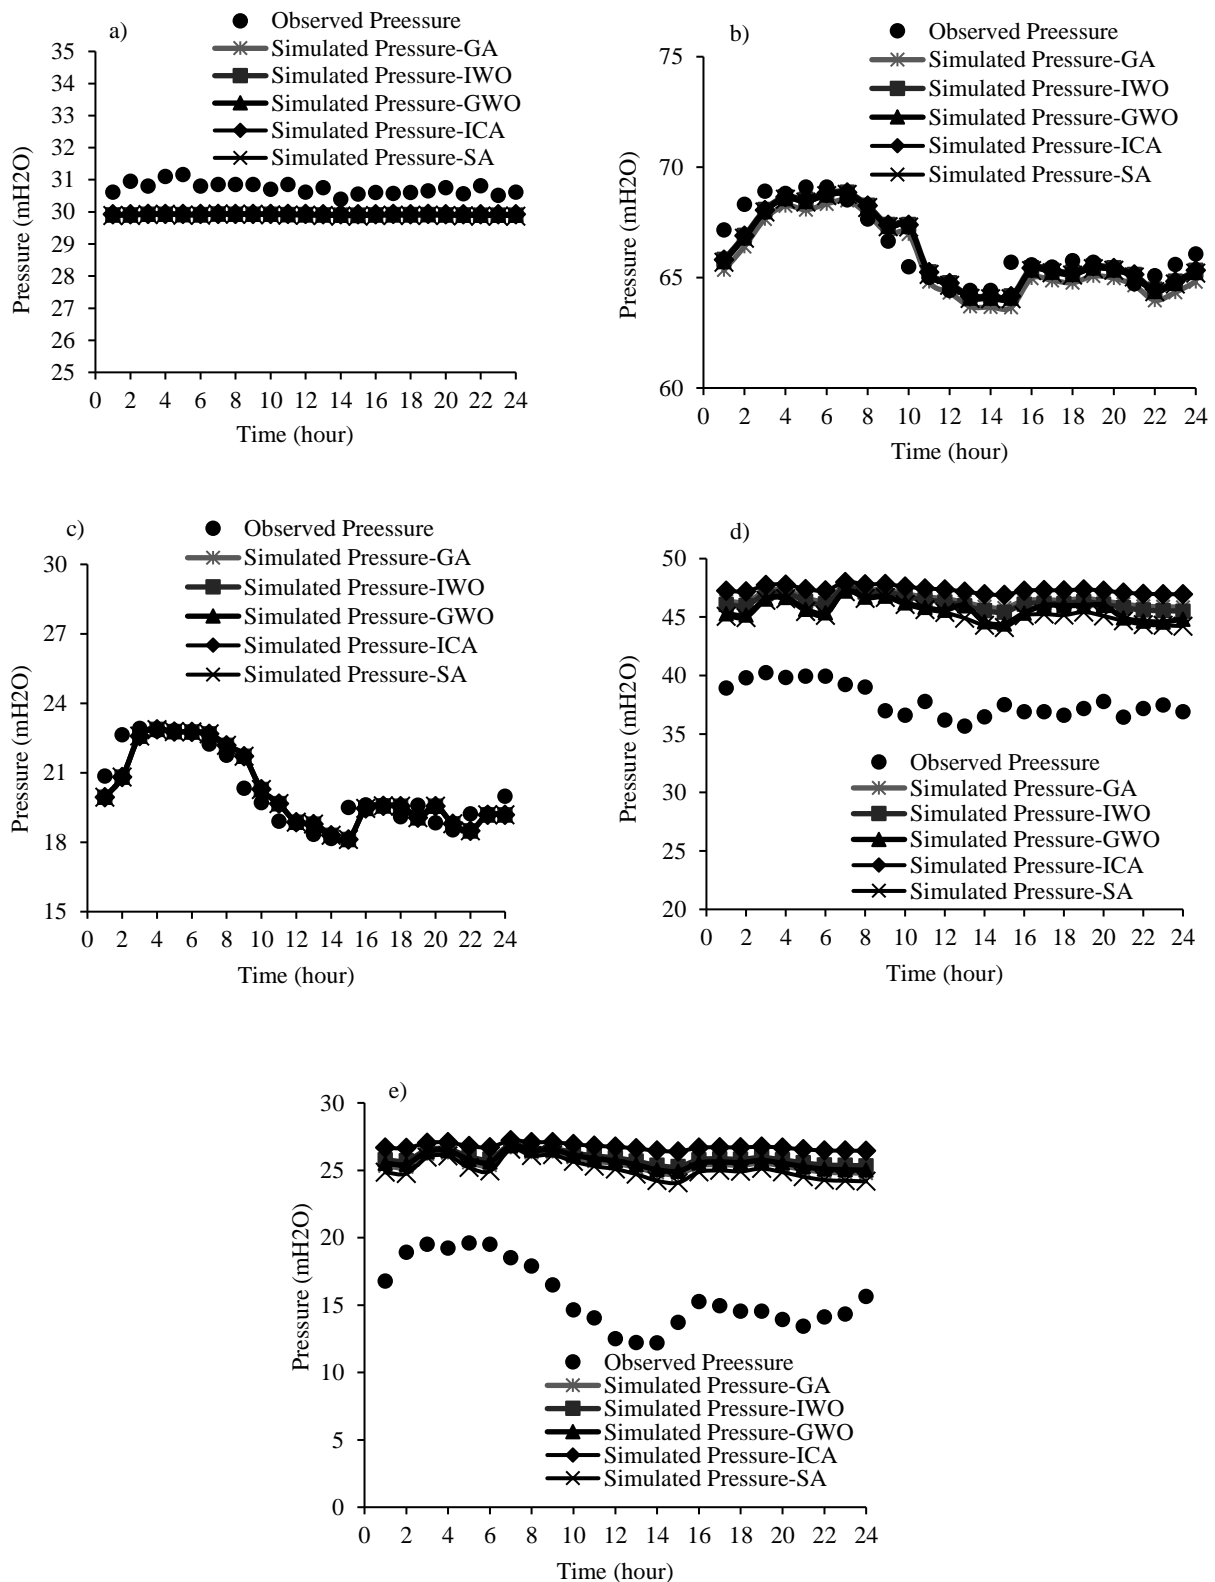 a)
Observed Preessure
Simulated Pressure-GA
Simulated Pressure-IWO
Simulated Pressure-GWO
Simulated Pressure-ICA
Simulated Pressure-SA
35
34
33
32
31
30
29
28
27
26
25
Pressure (mH2O)
0 2 4 6 8 10 12 14 16 18 20 22 24
Time (hour)
b)
Observed Preessure
Simulated Pressure-GA
Simulated Pressure-IWO
Simulated Pressure-GWO
Simulated Pressure-ICA
Simulated Pressure-SA
75
70
65
60
Pressure (mH2O)
0 2 4 6 8 10 12 14 16 18 20 22 24
Time (hour)
c)
Observed Preessure
Simulated Pressure-GA
Simulated Pressure-IWO
Simulated Pressure-GWO
Simulated Pressure-ICA
Simulated Pressure-SA
30
27
24
21
18
15
Pressure (mH2O)
0 2 4 6 8 10 12 14 16 18 20 22 24
Time (hour)
d)
50
45
40
35
30
25
20
Pressure (mH2O)
Observed Preessure
Simulated Pressure-GA
Simulated Pressure-IWO
Simulated Pressure-GWO
Simulated Pressure-ICA
Simulated Pressure-SA
0 2 4 6 8 10 12 14 16 18 20 22 24
Time (hour)
e)
30
25
20
15
10
5
0
Pressure (mH2O)
Observed Preessure
Simulated Pressure-GA
Simulated Pressure-IWO
Simulated Pressure-GWO
Simulated Pressure-ICA
Simulated Pressure-SA
0 2 4 6 8 10 12 14 16 18 20 22 24
Time (hour)